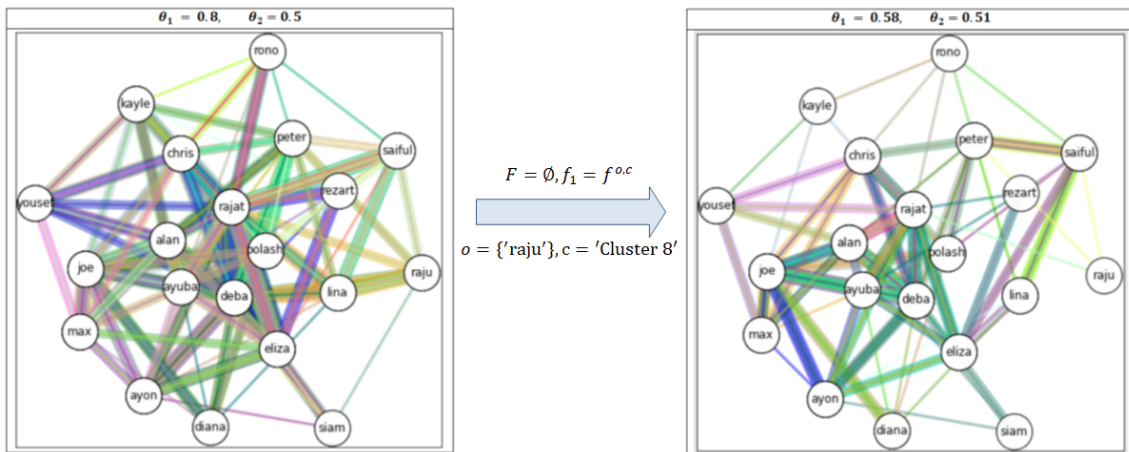 θ₁ = 0.8, θ₂ = 0.5
rono
kayle
peter
chris
saiful
rezart
yousef
rajat
alan
polash
joe
raju
ayuba
deba
lina
max
eliza
ayon
diana
siam
F = ∅, f₁ = f^{o,c}
o = {'raju'}, c = 'Cluster 8'
θ₁ = 0.58, θ₂ = 0.51
rono
kayle
peter
chris
saiful
rezart
yousef
rajat
alan
polash
joe
raju
ayuba
deba
lina
max
eliza
ayon
diana
siam